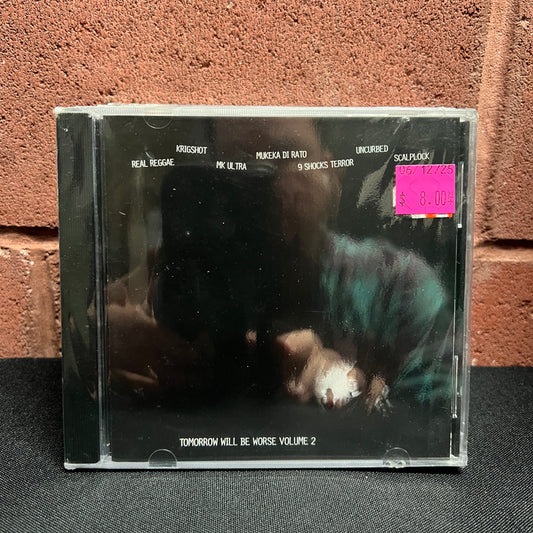 KRIGSHOT MUKEKA DI RATO UNCURBED
REAL REGGAE MK ULTRA 9 SHOCKS TERROR SCALPLOCK
06/12/25
$ 8.00
TOMORROW WILL BE WORSE VOLUME 2